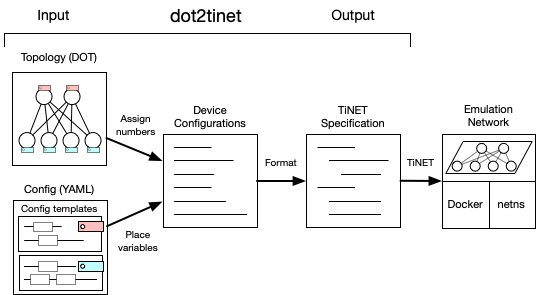 Input
dot2tinet
Output
Topology (DOT)
Assign
numbers
Device
Configurations
Format
TiNET
Specification
TiNET
Emulation
Network
Docker
netns
Config (YAML)
Config templates
Place
variables